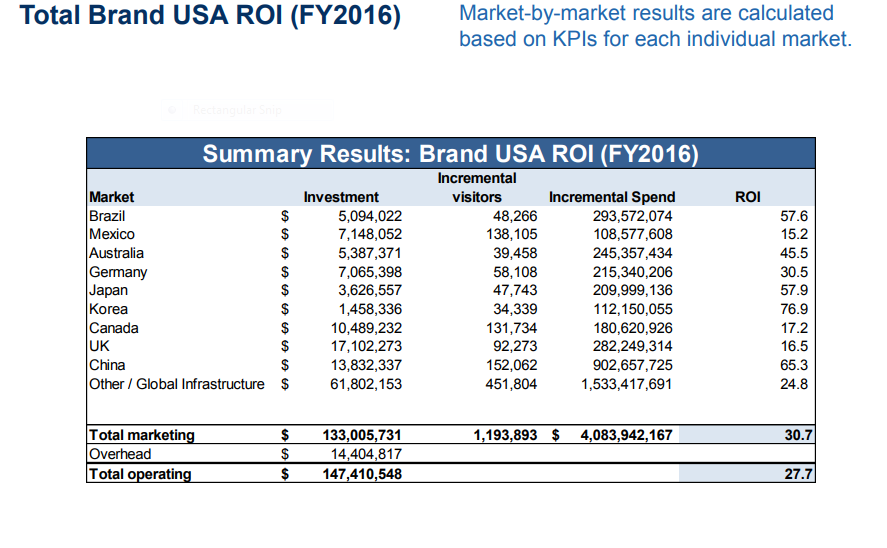 Total Brand USA ROI (FY2016)
Market-by-market results are calculated
based on KPIs for each individual market.
Rectangular Snip
Summary Results: Brand USA ROI (FY2016)
Market Investment Incremental visitors Incremental Spend ROI
Brazil $ 5,094,022 48,266 293,572,074 57.6
Mexico $ 7,148,052 138,105 108,577,608 15.2
Australia $ 5,387,371 39,458 245,357,434 45.5
Germany $ 7,065,398 58,108 215,340,206 30.5
Japan $ 3,626,557 47,743 209,999,136 57.9
Korea $ 1,458,336 34,339 112,150,055 76.9
Canada $ 10,489,232 131,734 180,620,926 17.2
UK $ 17,102,273 92,273 282,249,314 16.5
China $ 13,832,337 152,062 902,657,725 65.3
Other / Global Infrastructure $ 61,802,153 451,804 1,533,417,691 24.8
Total marketing $ 133,005,731 1,193,893 $ 4,083,942,167 30.7
Overhead $ 14,404,817
Total operating $ 147,410,548 27.7